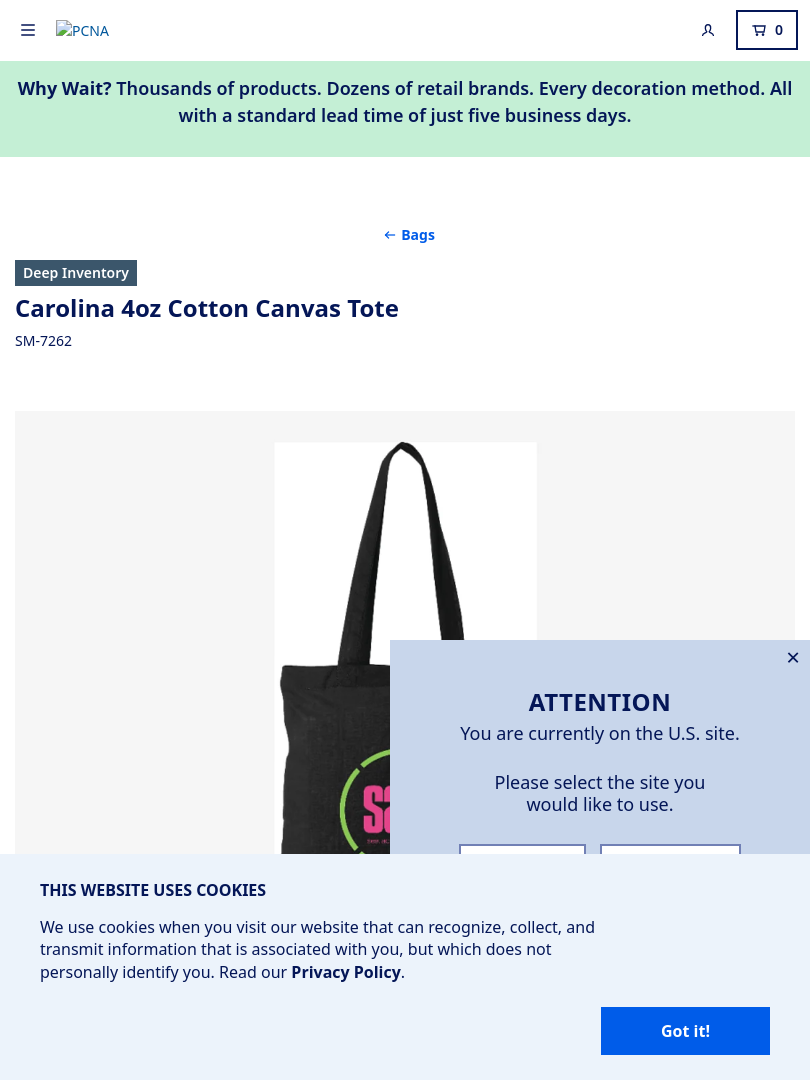 PCNA
0
Why Wait? Thousands of products. Dozens of retail brands. Every decoration method. All
with a standard lead time of just five business days.
← Bags
Deep Inventory
Carolina 4oz Cotton Canvas Tote
SM-7262
ATTENTION
You are currently on the U.S. site.
Please select the site you
would like to use.
THIS WEBSITE USES COOKIES
We use cookies when you visit our website that can recognize, collect, and
transmit information that is associated with you, but which does not
personally identify you. Read our Privacy Policy.
Got it!